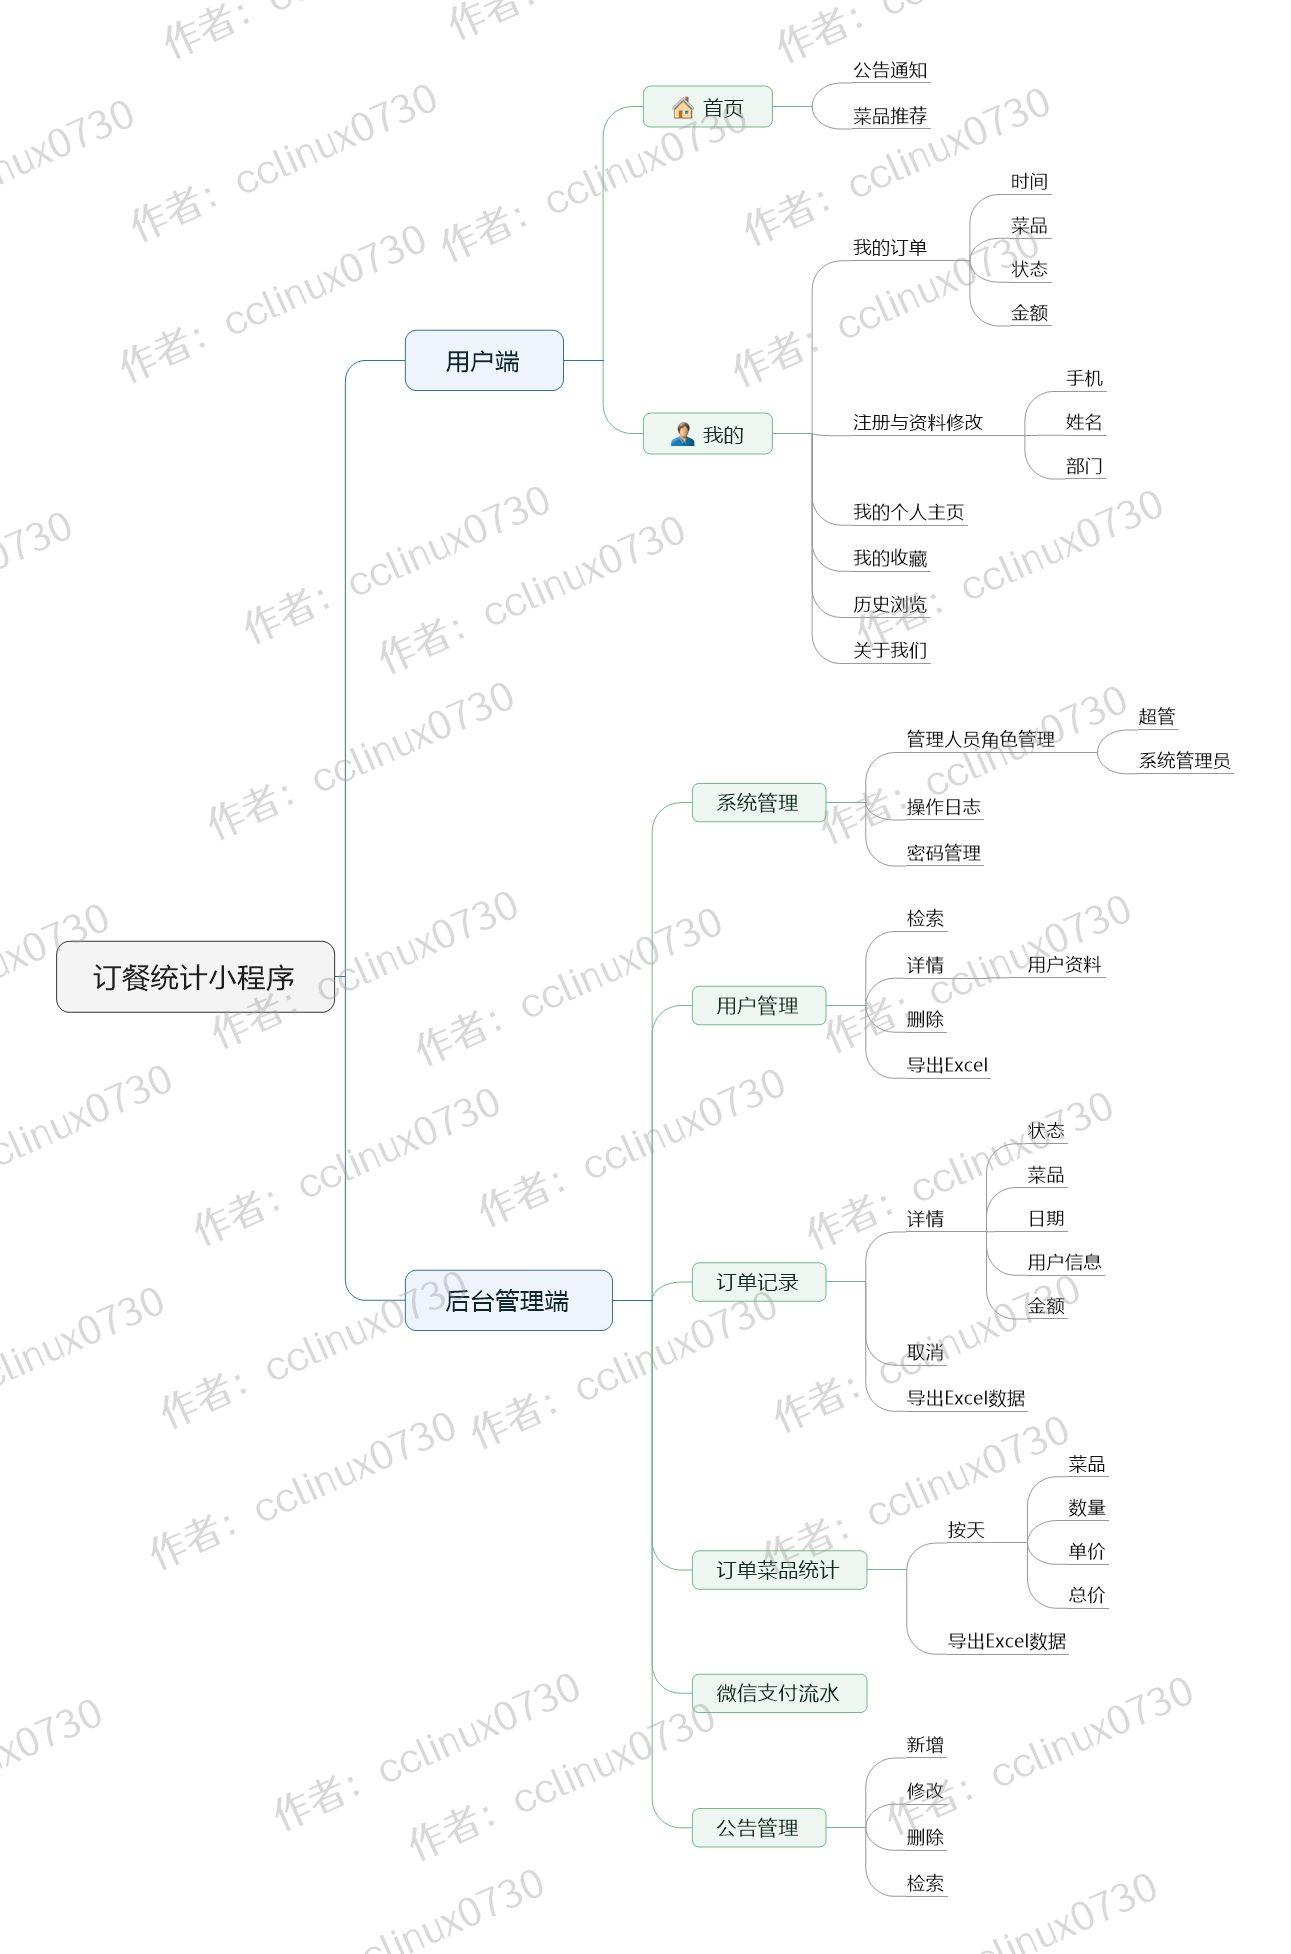 订餐统计小程序
用户端
首页
公告通知
菜品推荐
我的
我的订单
时间
菜品
状态
金额
注册与资料修改
手机
姓名
部门
我的个人主页
我的收藏
历史浏览
关于我们
后台管理端
系统管理
管理人员角色管理
超管
系统管理员
操作日志
密码管理
用户管理
检索
详情
用户资料
删除
导出Excel
订单记录
详情
状态
菜品
日期
用户信息
金额
取消
导出Excel数据
订单菜品统计
按天
菜品
数量
单价
总价
导出Excel数据
微信支付流水
公告管理
新增
修改
删除
检索
作者：cclinux0730